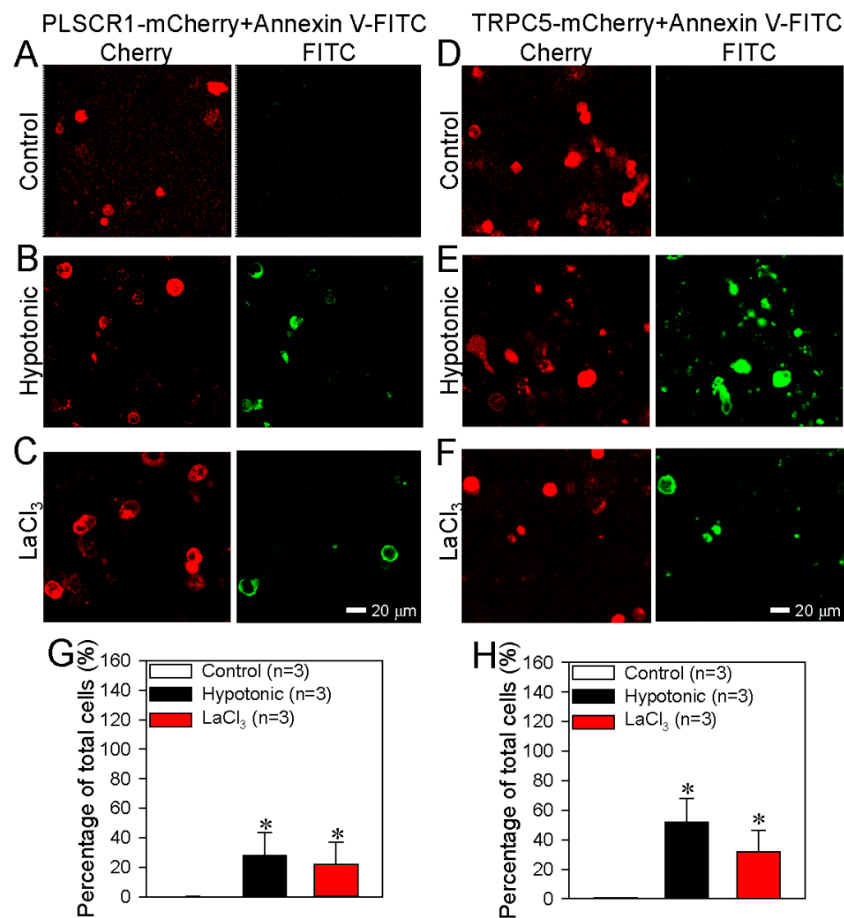 PLSCR1-mCherry+Annexin V-FITC
TRPC5-mCherry+Annexin V-FITC
A Cherry FITC
D Cherry FITC
Control
Control
B
E
Hypotonic
Hypotonic
C
F
LaCl₃
LaCl₃
20 μm
20 μm
G
Percentage of total cells (%)
160
140
120
100
80
60
40
20
0
Control (n=3)
Hypotonic (n=3)
LaCl₃ (n=3)
* *
H
Percentage of total cells (%)
160
140
120
100
80
60
40
20
0
Control (n=3)
Hypotonic (n=3)
LaCl₃ (n=3)
* *